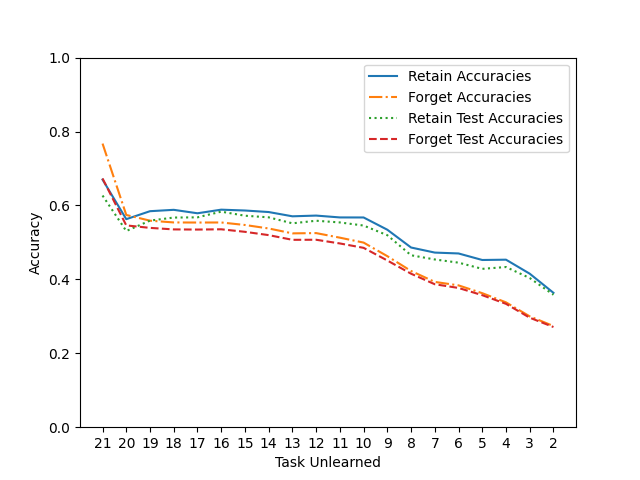 1.0
0.8
0.6
0.4
0.2
0.0
Accuracy
Retain Accuracies
Forget Accuracies
Retain Test Accuracies
Forget Test Accuracies
21 20 19 18 17 16 15 14 13 12 11 10 9 8 7 6 5 4 3 2
Task Unlearned